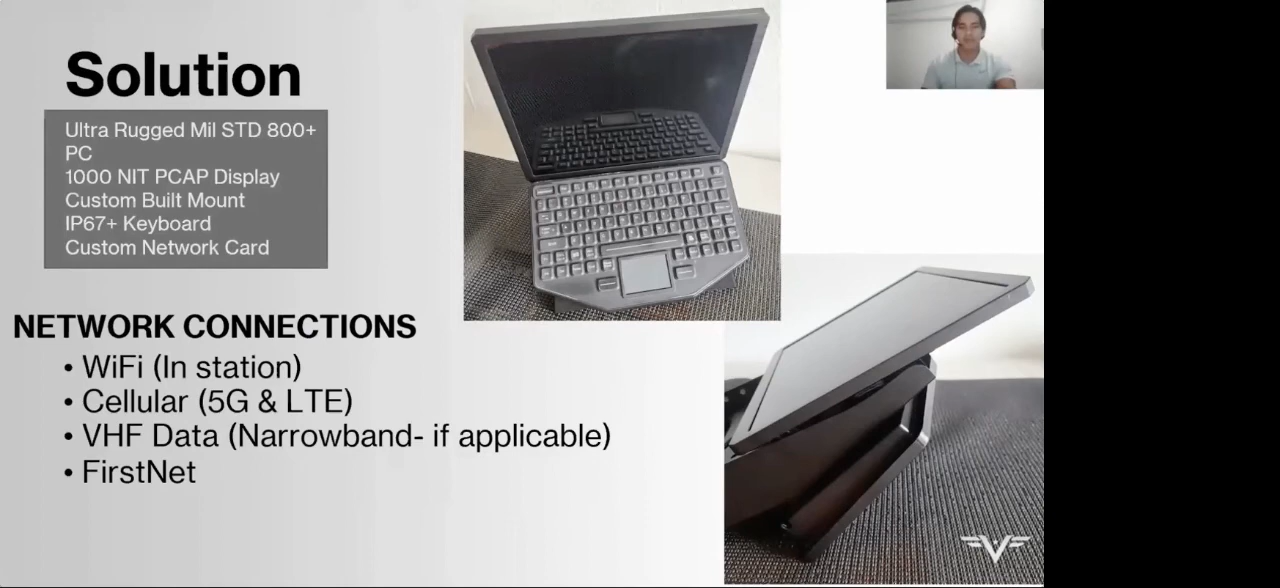 Solution
Ultra Rugged Mil STD 800+
PC
1000 NIT PCAP Display
Custom Built Mount
IP67+ Keyboard
Custom Network Card
NETWORK CONNECTIONS
• WiFi (In station)
• Cellular (5G & LTE)
• VHF Data (Narrowband- if applicable)
• FirstNet